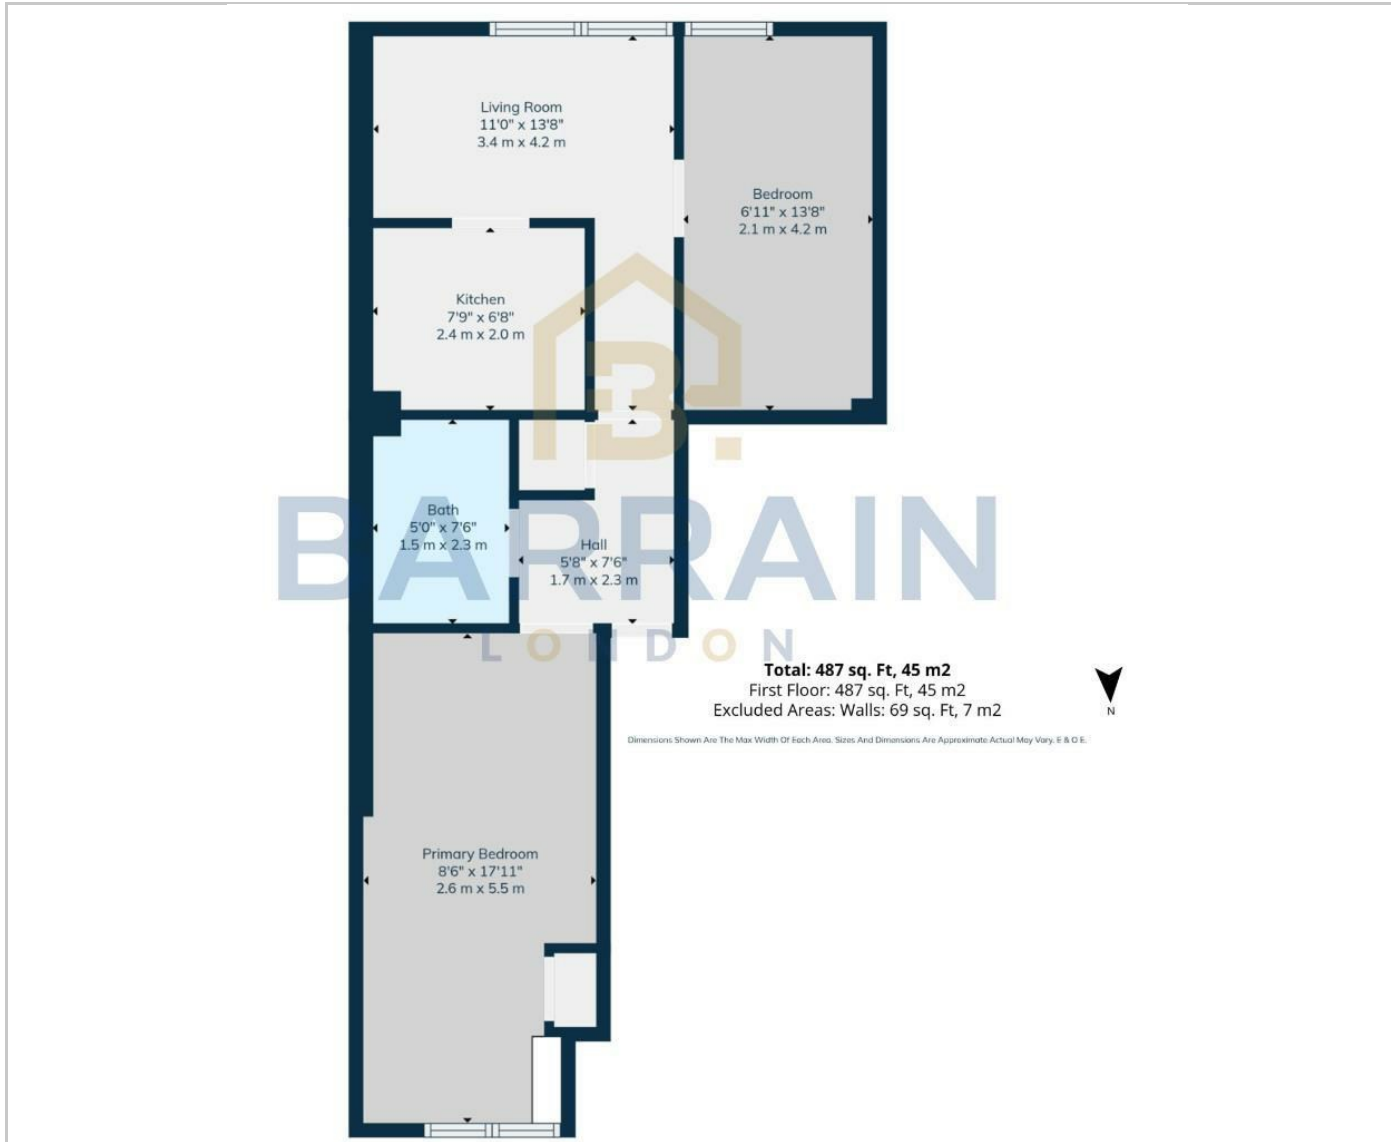 Living Room
11'0" x 13'8"
3.4 m x 4.2 m
Bedroom
6'11" x 13'8"
2.1 m x 4.2 m
Kitchen
7'9" x 6'8"
2.4 m x 2.0 m
B.
Bath
5'0" x 7'6"
1.5 m x 2.3 m
Hall
5'8" x 7'6"
1.7 m x 2.3 m
BARRAIN
LONDON
Total: 487 sq. Ft, 45 m2
First Floor: 487 sq. Ft, 45 m2
Excluded Areas: Walls: 69 sq. Ft, 7 m2
N
Dimensions Shown Are The Max Width Of Each Area. Sizes And Dimensions Are Approximate Actual May Vary. E & O E.
Primary Bedroom
8'6" x 17'11"
2.6 m x 5.5 m